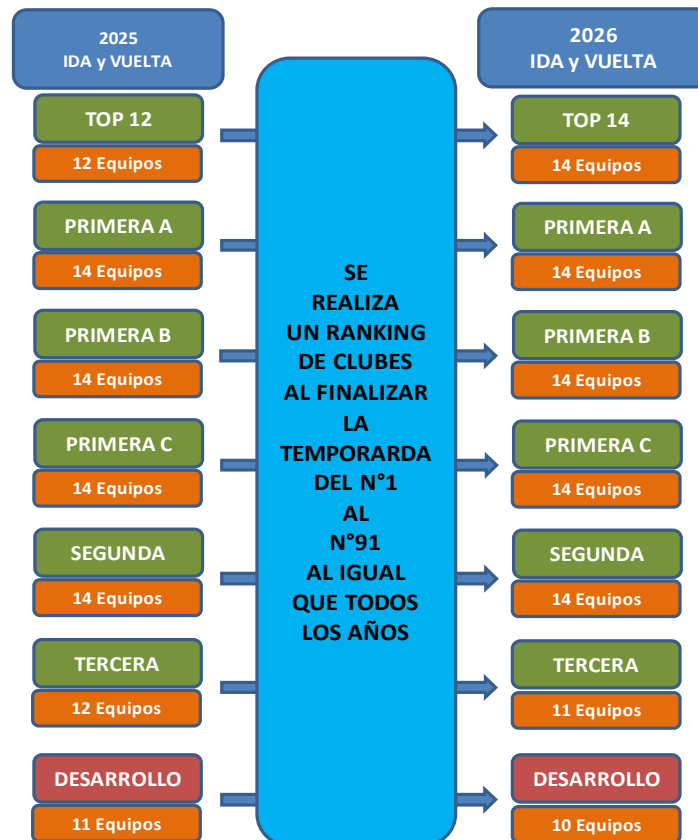 2025
IDA y VUELTA
TOP 12
12 Equipos
PRIMERA A
14 Equipos
PRIMERA B
14 Equipos
PRIMERA C
14 Equipos
SEGUNDA
14 Equipos
TERCERA
12 Equipos
DESARROLLO
11 Equipos
SE
REALIZA
UN RANKING
DE CLUBES
AL FINALIZAR
LA
TEMPORARDA
DEL N°1
AL
N°91
AL IGUAL
QUE TODOS
LOS AÑOS
2026
IDA y VUELTA
TOP 14
14 Equipos
PRIMERA A
14 Equipos
PRIMERA B
14 Equipos
PRIMERA C
14 Equipos
SEGUNDA
14 Equipos
TERCERA
11 Equipos
DESARROLLO
10 Equipos